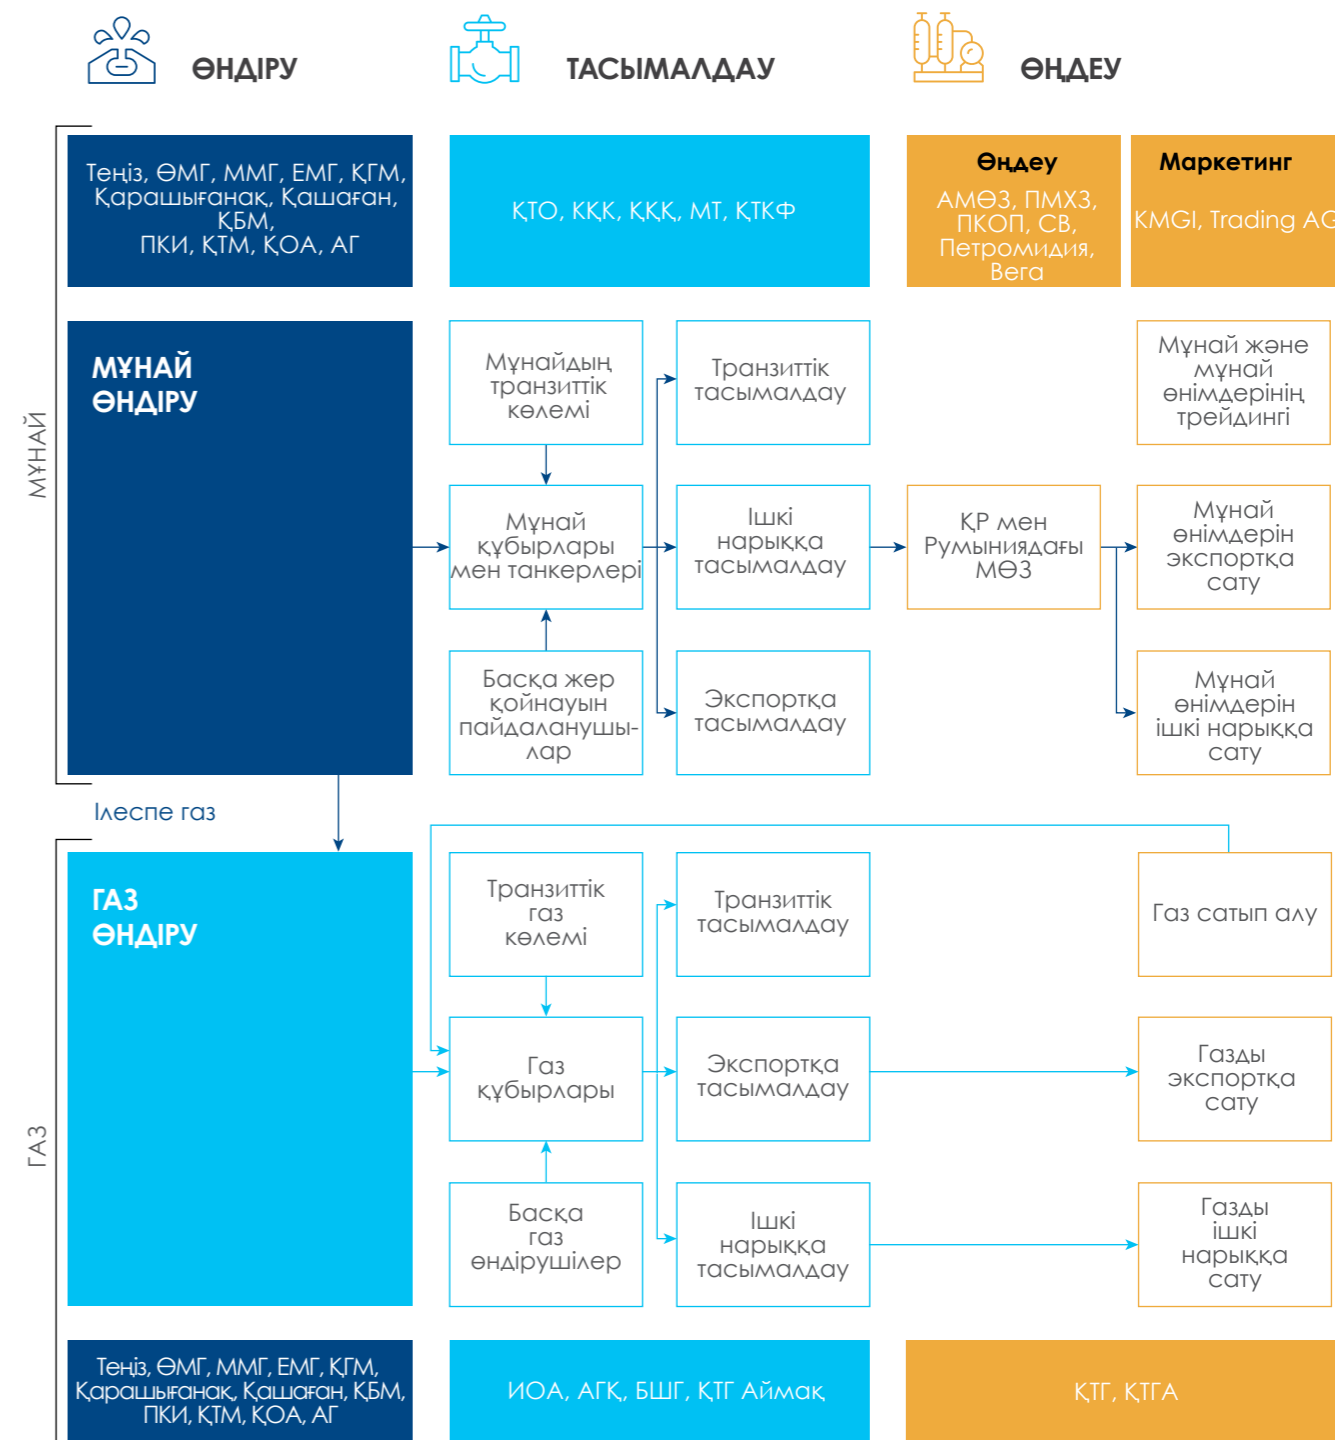 ӨНДІРУ
ТАСЫМАЛДАУ
ӨҢДЕУ
МҰНАЙ
Теңіз, ӨМГ, ММГ, ЕМГ, ҚГМ,
Қарашығанақ, Қашаған,
ҚБМ,
ПКИ, ҚТМ, ҚОА, АГ
ҚТО, КҚК, ҚҚҚ, МТ, ҚТКФ
Өңдеу
АМӨЗ, ПМХЗ,
ПКОП, СВ,
Петромидия,
Вега
Маркетинг
KMGI, Trading AG
МҰНАЙ
ӨНДІРУ
Мұнайдың
транзиттік
көлемі
Транзиттік
тасымалдау
Мұнай және
мұнай
өнімдерінің
трейдингі
Мұнай
құбырлары
мен танкерлері
Ішкі
нарыққа
тасымалдау
ҚР мен
Румыниядағы
МӨЗ
Мұнай
өнімдерін
экспортқа
сату
Басқа жер
қойнауын
пайдаланушы-
лар
Экспортқа
тасымалдау
Мұнай
өнімдерін
ішкі нарыққа
сату
Ілеспе газ
ГАЗ
ГАЗ
ӨНДІРУ
Транзиттік
газ
көлемі
Транзиттік
тасымалдау
Газ сатып алу
Газ
құбырлары
Экспортқа
тасымалдау
Газды
экспортқа
сату
Басқа
газ
өндірушілер
Ішкі
нарыққа
тасымалдау
Газды
ішкі
нарыққа
сату
Теңіз, ӨМГ, ММГ, ЕМГ, ҚГМ,
Қарашығанақ, Қашаған, ҚБМ,
ПКИ, ҚТМ, ҚОА, АГ
ИОА, АГҚ, БШГ, ҚТГ Аймақ
ҚТГ, ҚТГА